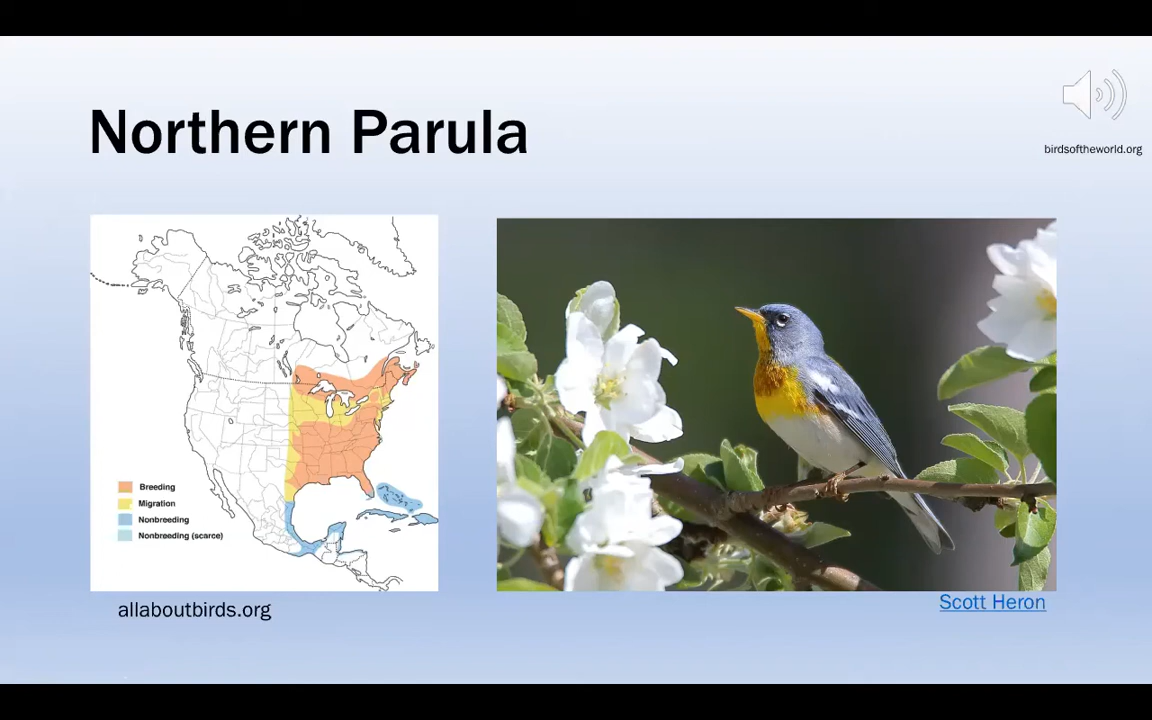 Northern Parula
birdsoftheworld.org
Breeding
Migration
Nonbreeding
Nonbreeding (scarce)
allaboutbirds.org
Scott Heron